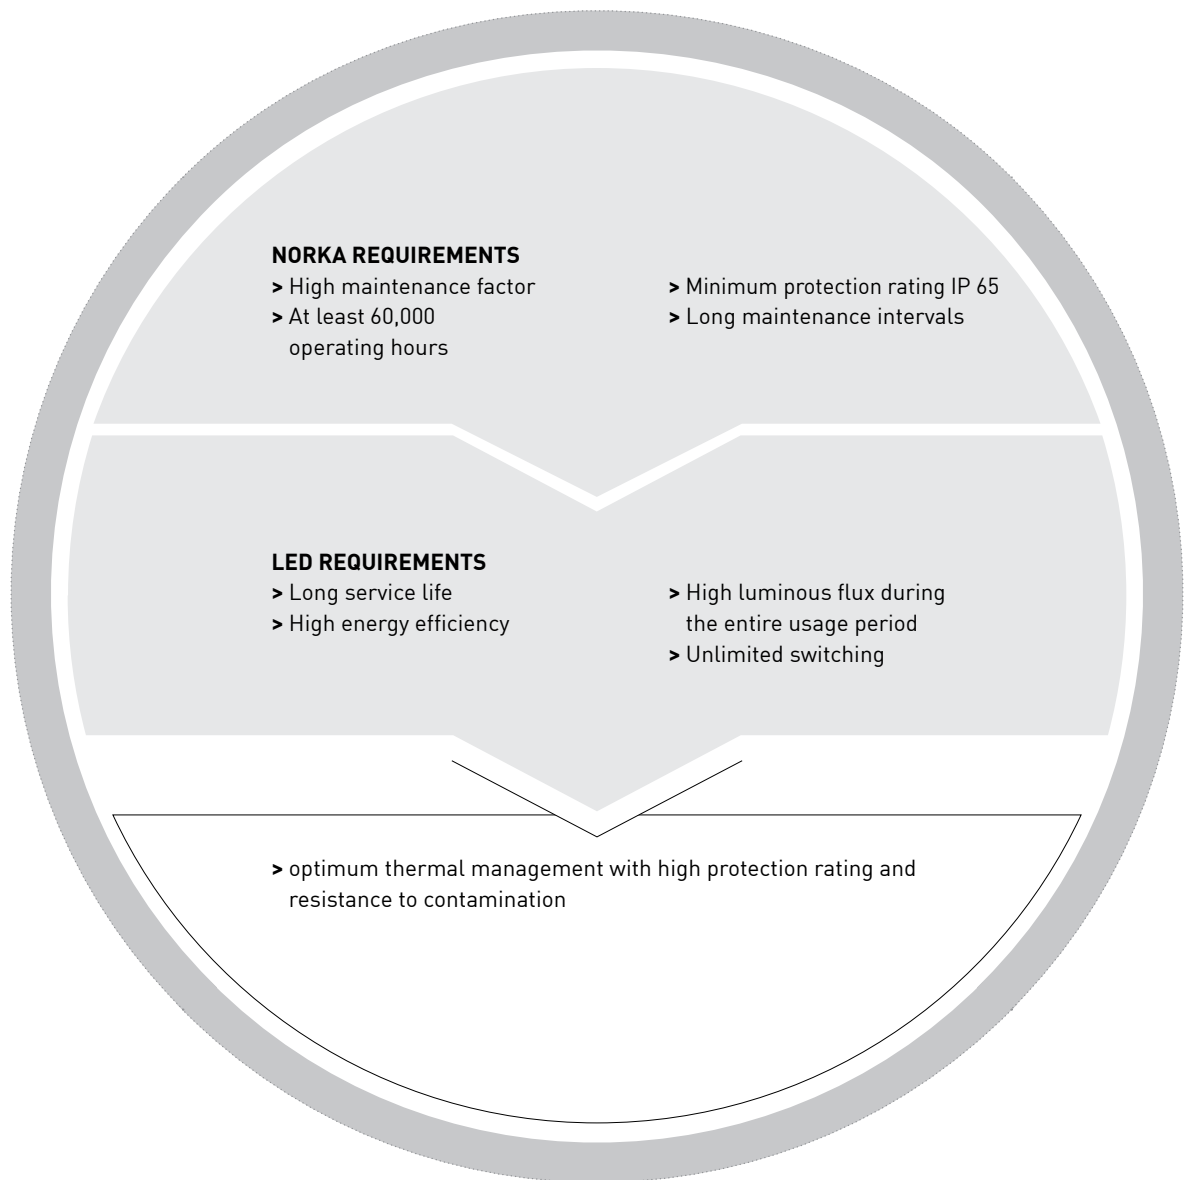 NORKA REQUIREMENTS
> High maintenance factor
> At least 60,000
operating hours
> Minimum protection rating IP 65
> Long maintenance intervals
LED REQUIREMENTS
> Long service life
> High energy efficiency
> High luminous flux during
the entire usage period
> Unlimited switching
> optimum thermal management with high protection rating and
resistance to contamination